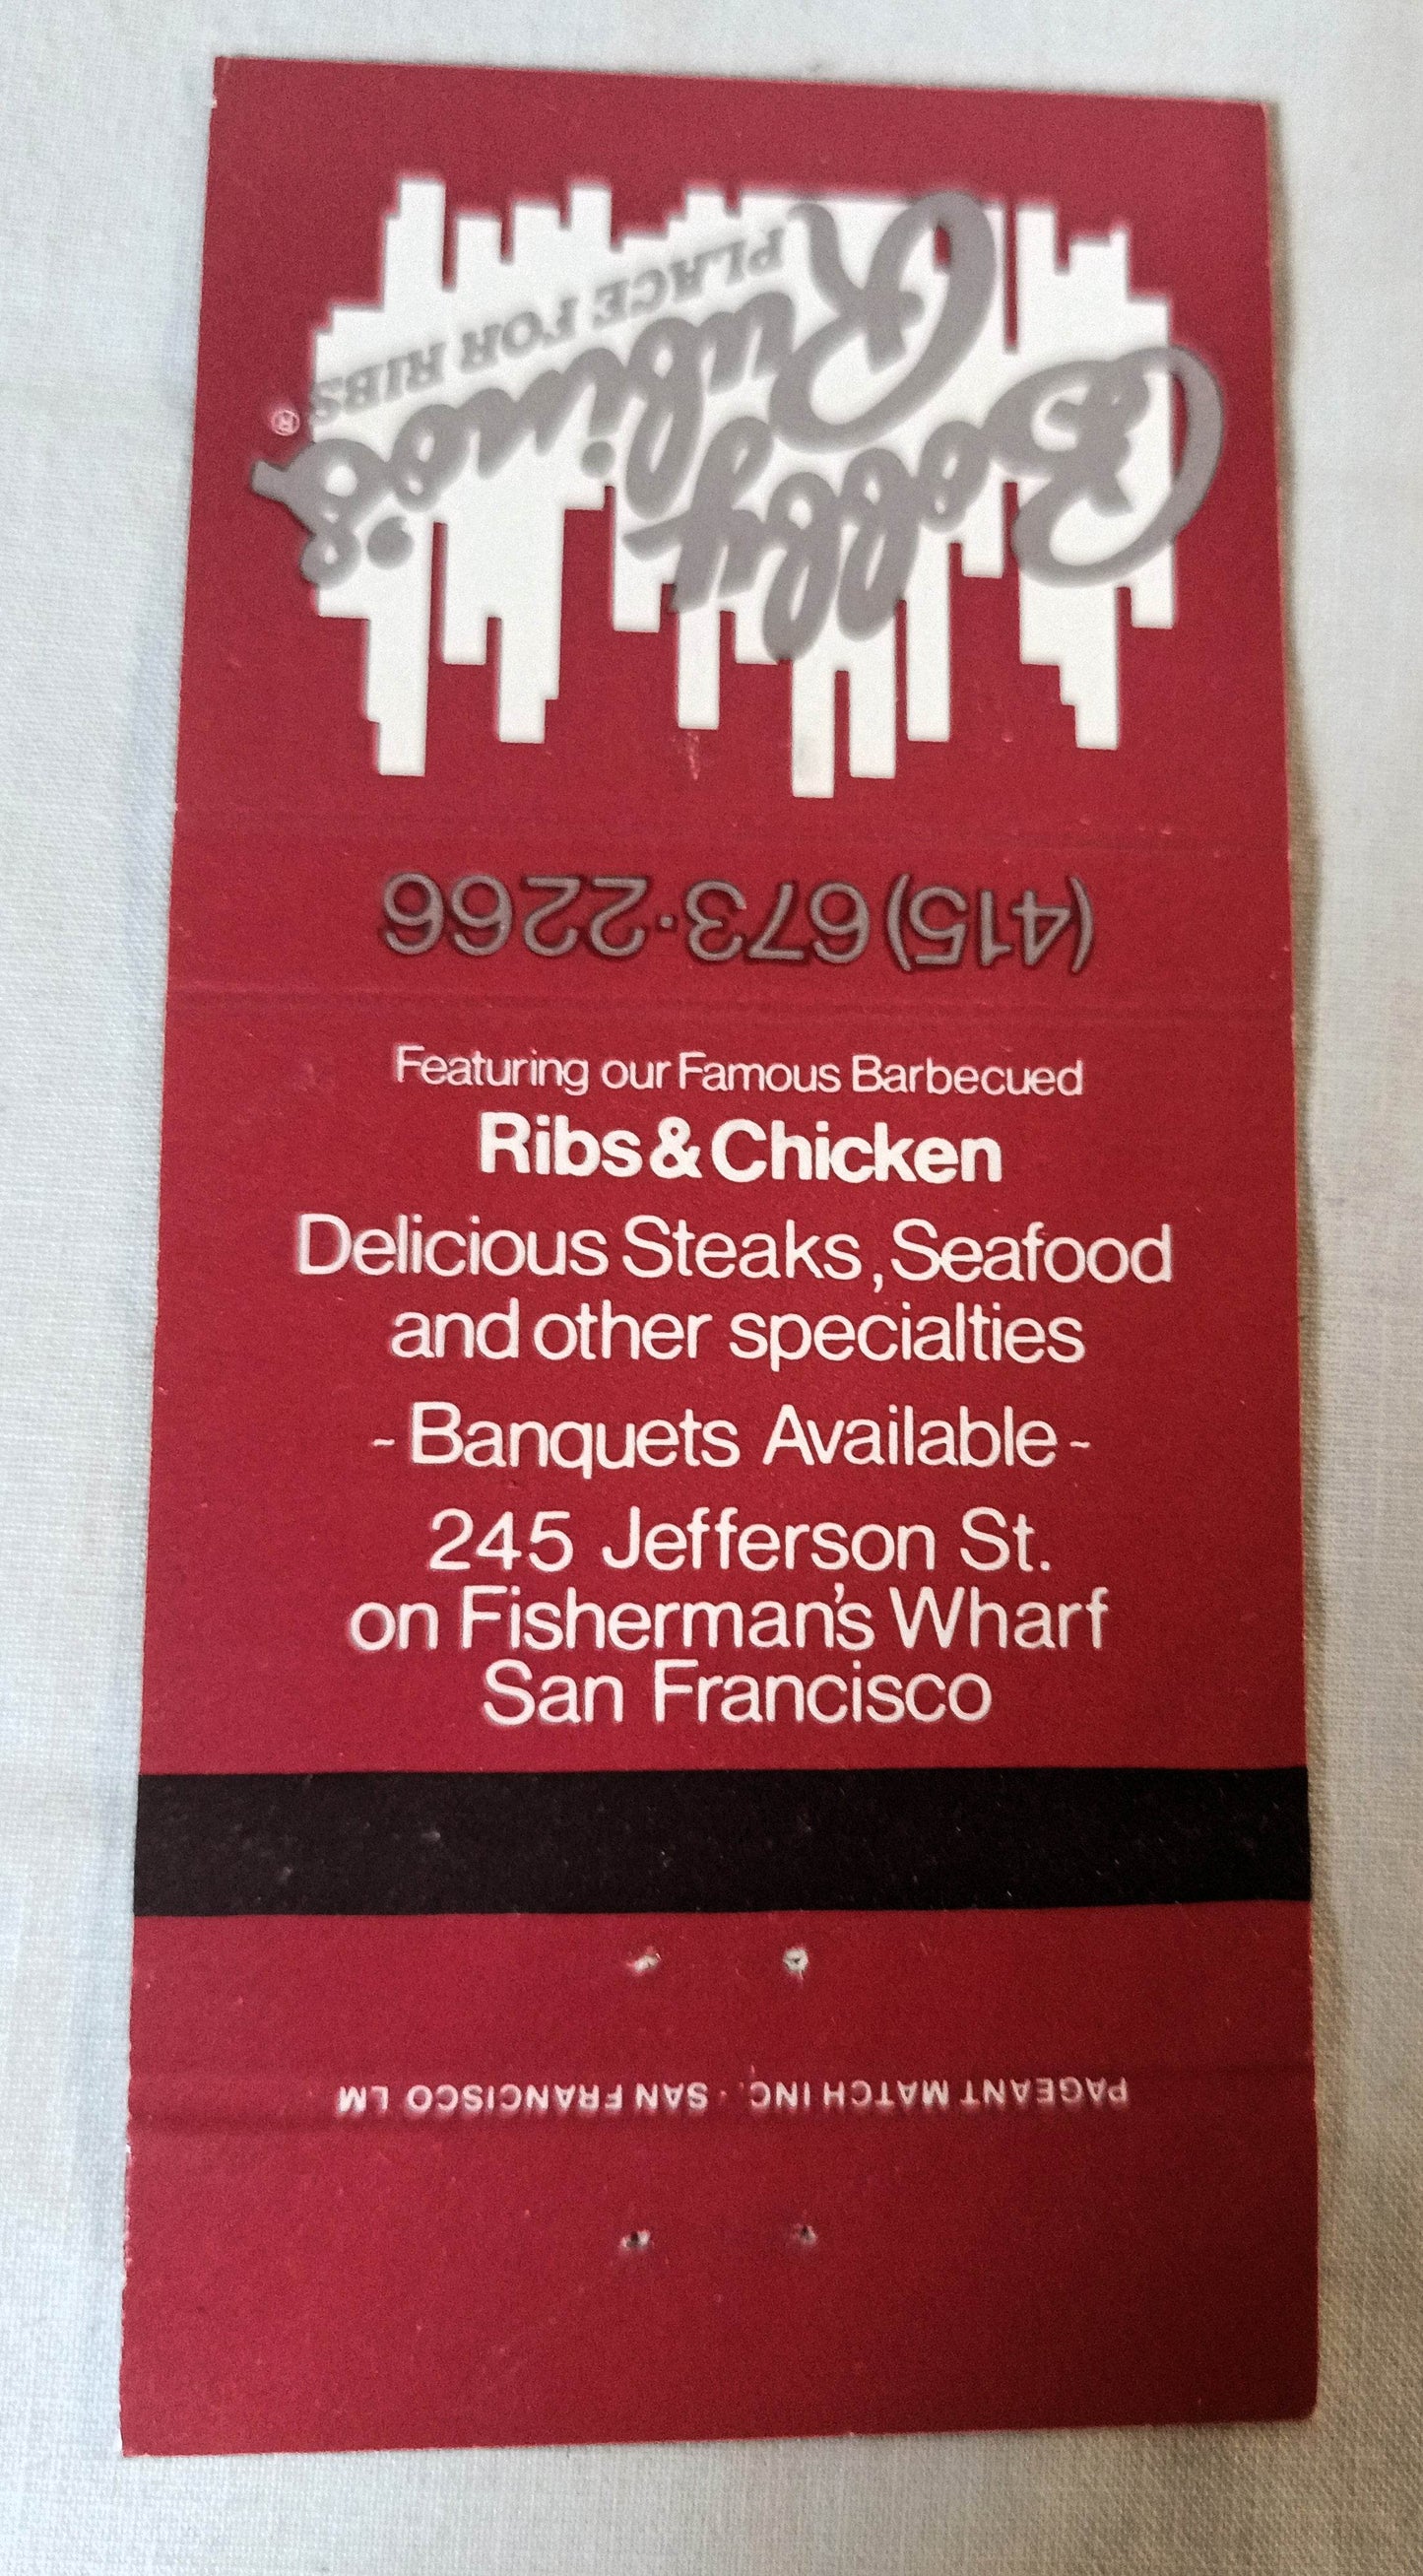 Bobby
Rubino's
PLACE FOR RIBS
®
(415) 673-2266
Featuring our Famous Barbecued
Ribs & Chicken
Delicious Steaks, Seafood
and other specialties
- Banquets Available -
245 Jefferson St.
on Fisherman's Wharf
San Francisco
PAGEANT MATCH INC. · SAN FRANCISCO LM